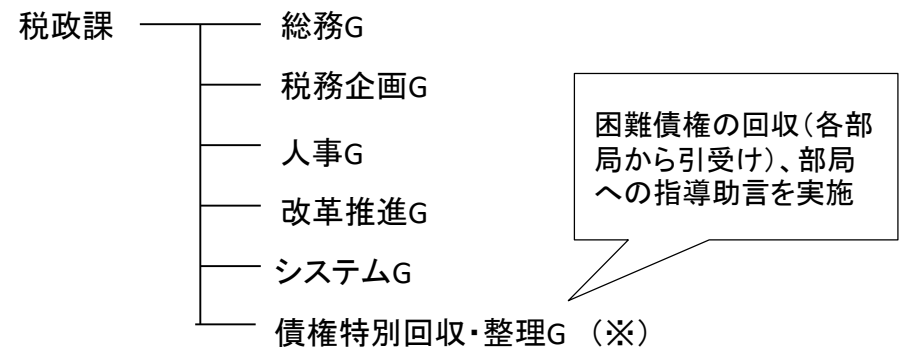 税政課
総務G
税務企画G
人事G
改革推進G
システムG
債権特別回収・整理G （※）
困難債権の回収（各部
局から引受け）、部局
への指導助言を実施